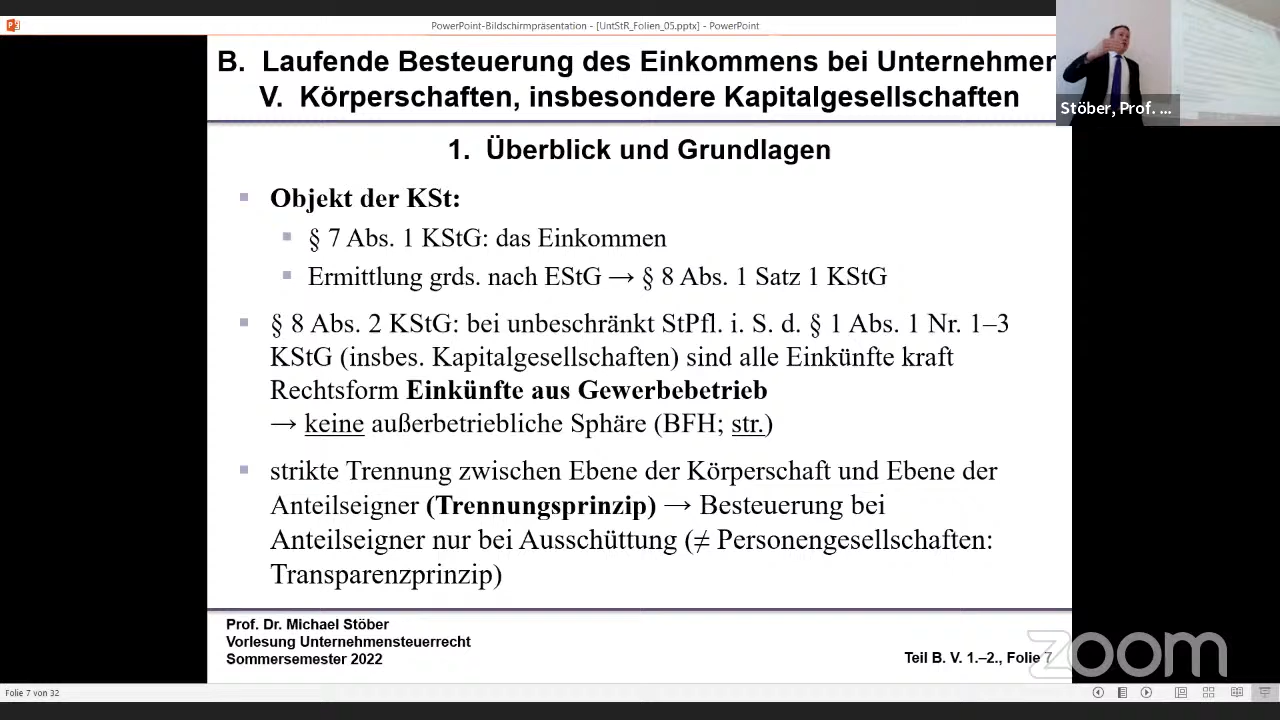 PowerPoint-Bildschirmpräsentation - [UntStR_Folien_05.pptx] - PowerPoint
B. Laufende Besteuerung des Einkommens bei Unternehmen
V. Körperschaften, insbesondere Kapitalgesellschaften
Stöber, Prof. ...
1. Überblick und Grundlagen
Objekt der KSt:
§ 7 Abs. 1 KStG: das Einkommen
Ermittlung grds. nach EStG → § 8 Abs. 1 Satz 1 KStG
§ 8 Abs. 2 KStG: bei unbeschränkt StPfl. i. S. d. § 1 Abs. 1 Nr. 1–3
KStG (insbes. Kapitalgesellschaften) sind alle Einkünfte kraft
Rechtsform Einkünfte aus Gewerbebetrieb
→ keine außerbetriebliche Sphäre (BFH; str.)
strikte Trennung zwischen Ebene der Körperschaft und Ebene der
Anteilseigner (Trennungsprinzip) → Besteuerung bei
Anteilseigner nur bei Ausschüttung (≠ Personengesellschaften:
Transparenzprinzip)
Prof. Dr. Michael Stöber
Vorlesung Unternehmensteuerrecht
Sommersemester 2022
Teil B. V. 1.–2., Folie 7
zoom
Folie 7 von 32